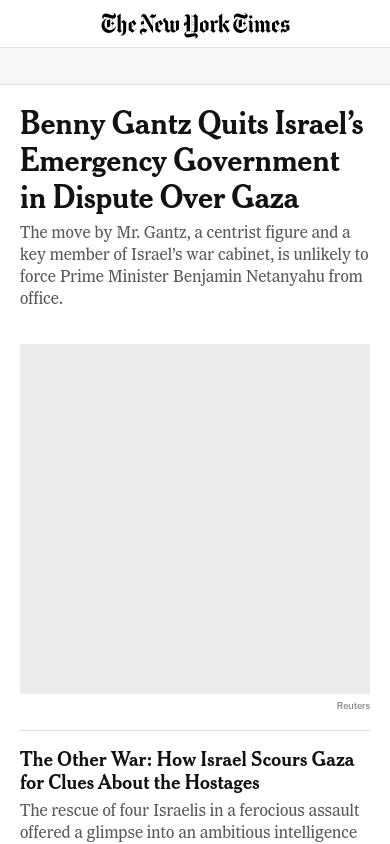 The New York Times
Benny Gantz Quits Israel’s
Emergency Government
in Dispute Over Gaza
The move by Mr. Gantz, a centrist figure and a
key member of Israel’s war cabinet, is unlikely to
force Prime Minister Benjamin Netanyahu from
office.
Reuters
The Other War: How Israel Scours Gaza
for Clues About the Hostages
The rescue of four Israelis in a ferocious assault
offered a glimpse into an ambitious intelligence